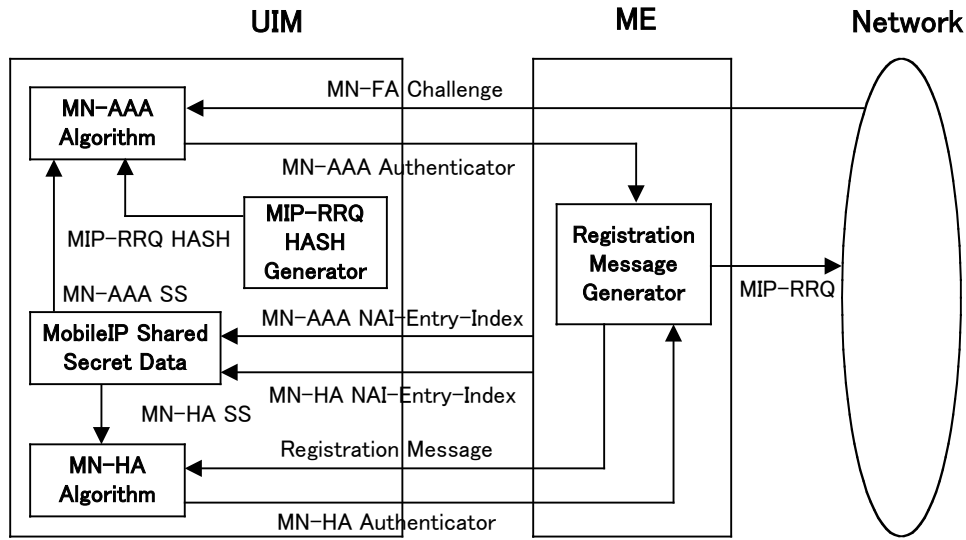 UIM
ME
Network
MN-FA Challenge
MN-AAA
Algorithm
MN-AAA Authenticator
MIP-RRQ
HASH
Generator
MIP-RRQ HASH
Registration
Message
Generator
MIP-RRQ
MN-AAA SS
MN-AAA NAI-Entry-Index
MobileIP Shared
Secret Data
MN-HA NAI-Entry-Index
MN-HA SS
Registration Message
MN-HA
Algorithm
MN-HA Authenticator